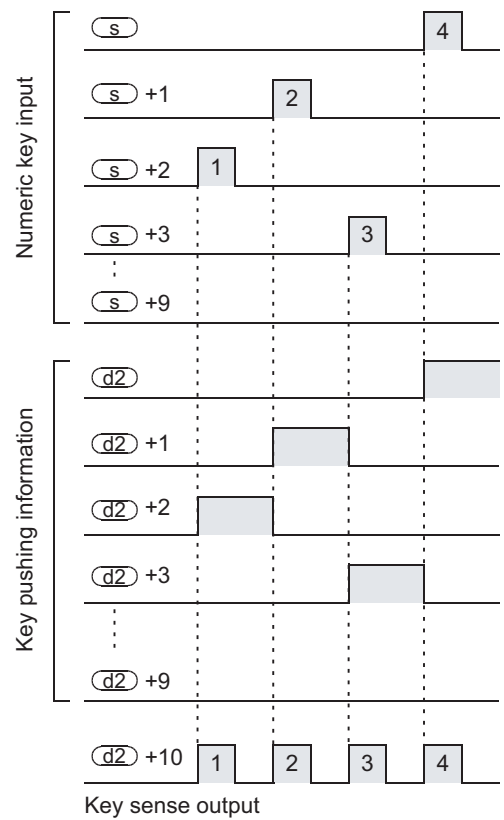 Numeric key input
s 4
s +1 2
s +2 1
s +3 3
s +9
Key pushing information
d2
d2 +1
d2 +2
d2 +3
d2 +9
d2 +10 1 2 3 4
Key sense output